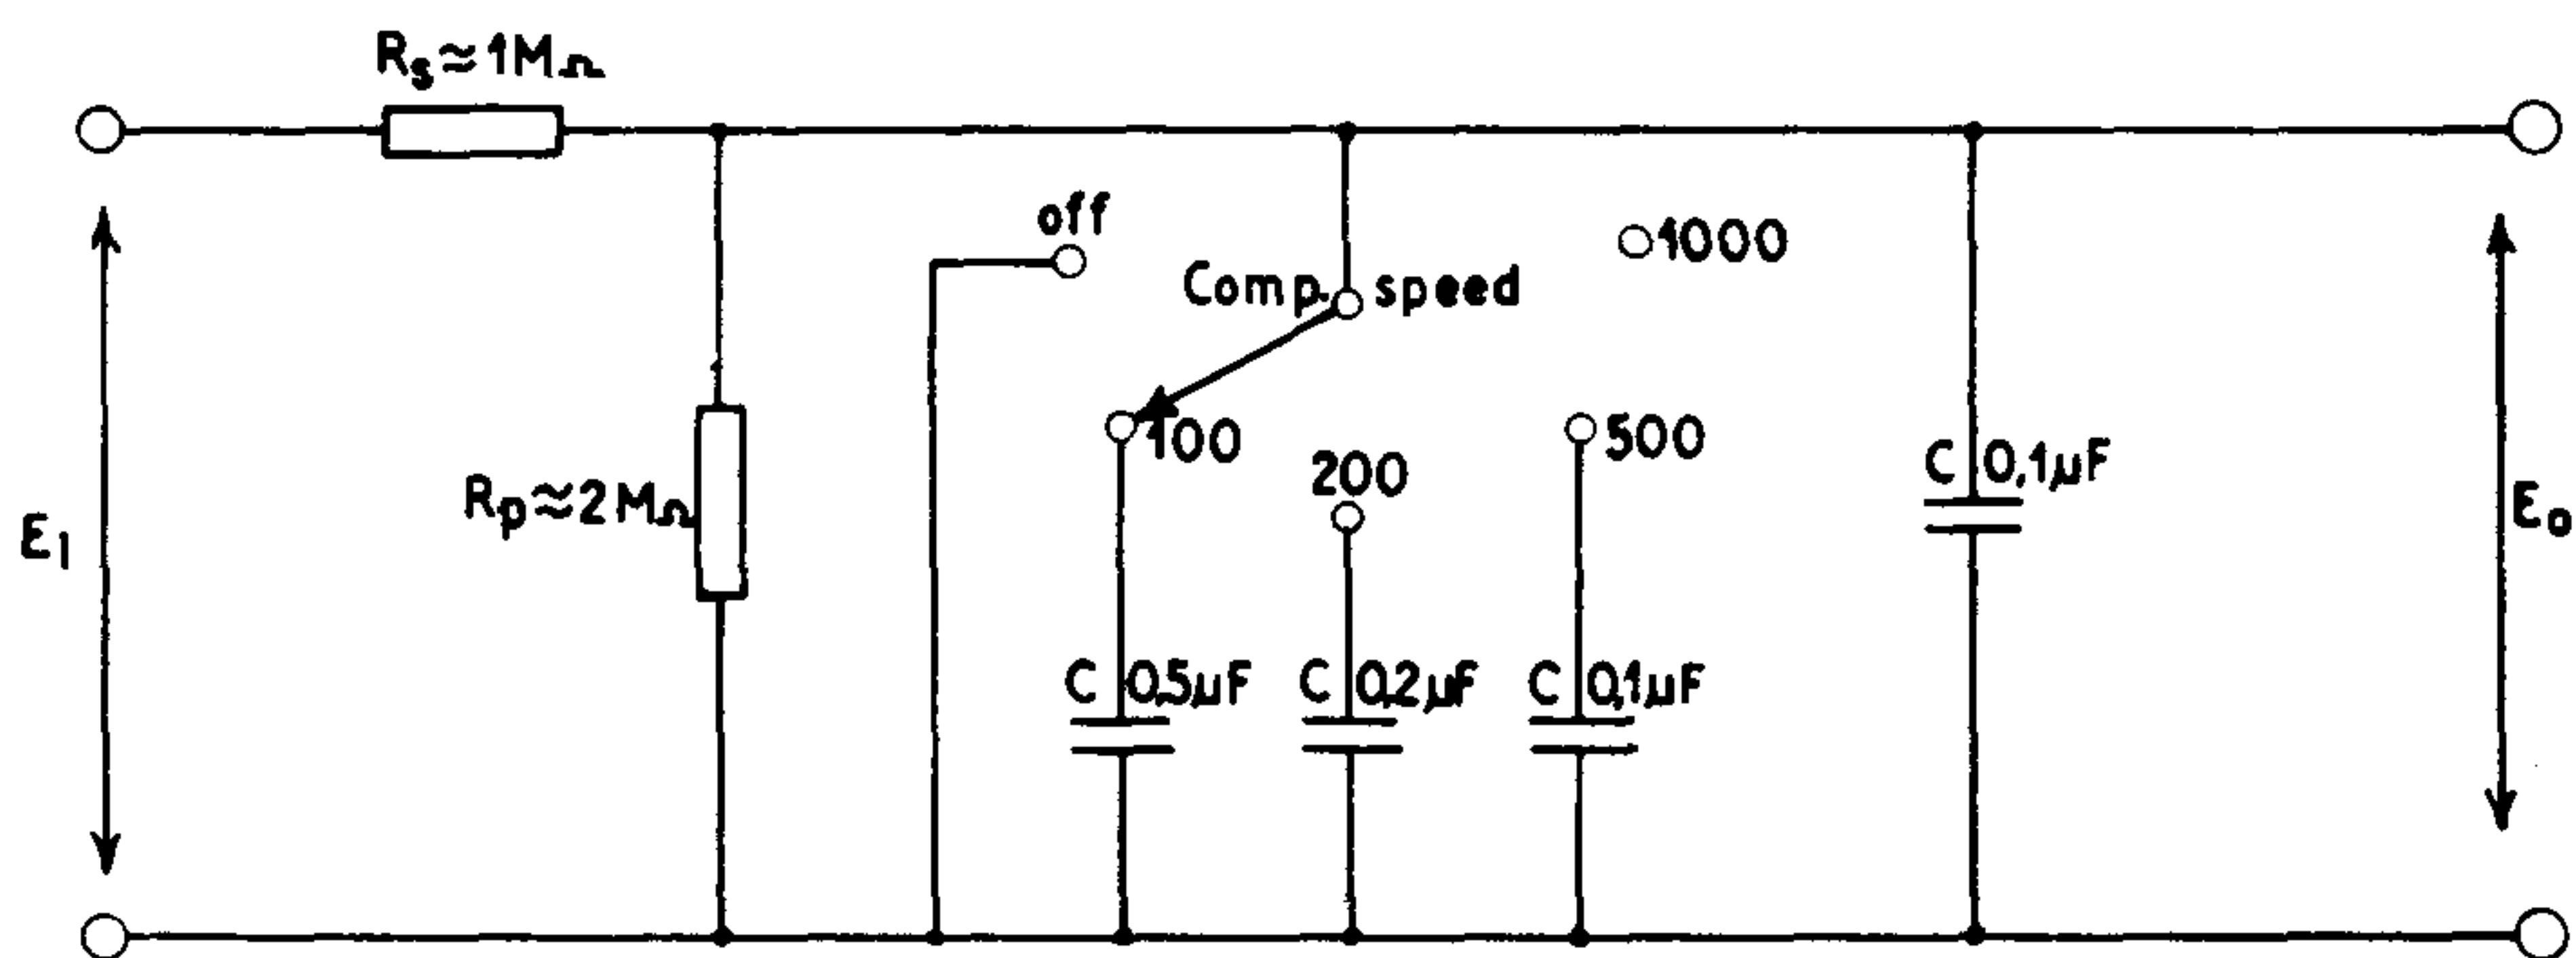 Rs≈1MΩ
off
1000
Comp. speed
100
500
200
C 0,1µF
Rp≈2MΩ
E1
Eo
C 0,5µF
C 0,2µF
C 0,1µF